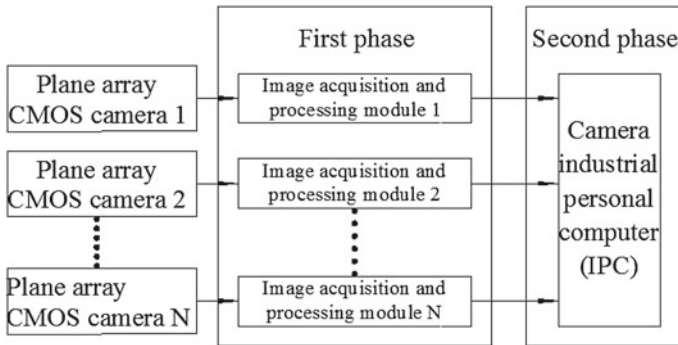 First phase
Second phase
Plane array
CMOS camera 1
Image acquisition and
processing module 1
Plane array
CMOS camera 2
Image acquisition and
processing module 2
Plane array
CMOS camera N
Image acquisition and
processing module N
Camera
industrial
personal
computer
(IPC)